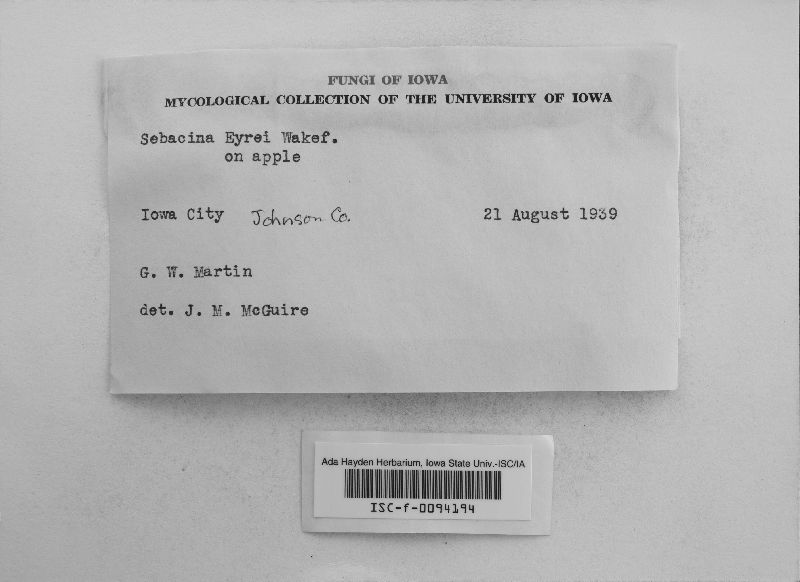 FUNGI OF IOWA
MYCOLOGICAL COLLECTION OF THE UNIVERSITY OF IOWA
Sebacina Eyrei Wakef.
on apple
Iowa City Johnson Co. 21 August 1939
G. W. Martin
det. J. M. McGuire
Ada Hayden Herbarium, Iowa State Univ.-ISC/IA
ISC-f-0094194